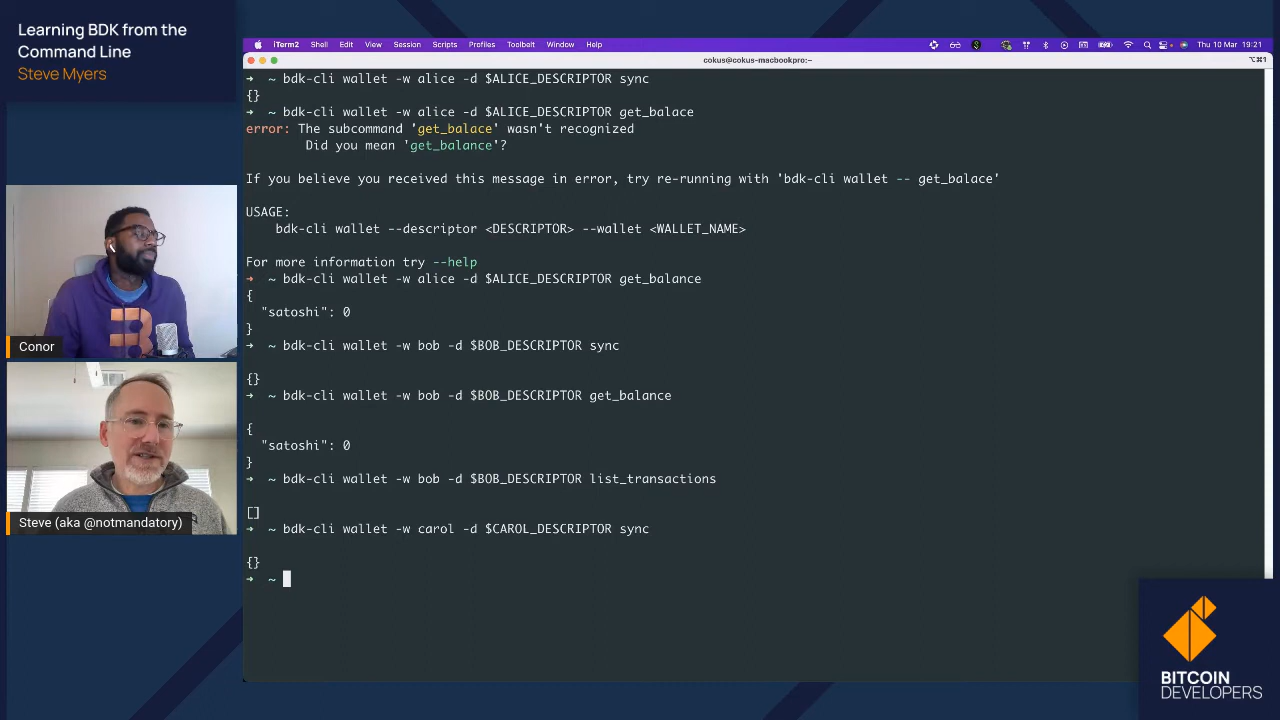 Learning BDK from the
Command Line
Steve Myers
iTerm2 Shell Edit View Session Scripts Profiles Toolbelt Window Help
Thu 10 Mar 19:21
cokus@cokus-macbookpro:~
⌥⌘1
➜ ~ bdk-cli wallet -w alice -d $ALICE_DESCRIPTOR sync
{}
➜ ~ bdk-cli wallet -w alice -d $ALICE_DESCRIPTOR get_balace
error: The subcommand 'get_balace' wasn't recognized
Did you mean 'get_balance'?
If you believe you received this message in error, try re-running with 'bdk-cli wallet -- get_balace'
USAGE:
bdk-cli wallet --descriptor <DESCRIPTOR> --wallet <WALLET_NAME>
For more information try --help
➜ ~ bdk-cli wallet -w alice -d $ALICE_DESCRIPTOR get_balance
{
"satoshi": 0
}
➜ ~ bdk-cli wallet -w bob -d $BOB_DESCRIPTOR sync
{}
➜ ~ bdk-cli wallet -w bob -d $BOB_DESCRIPTOR get_balance
{
"satoshi": 0
}
➜ ~ bdk-cli wallet -w bob -d $BOB_DESCRIPTOR list_transactions
[]
➜ ~ bdk-cli wallet -w carol -d $CAROL_DESCRIPTOR sync
{}
➜ ~
Conor
Steve (aka @notmandatory)
BITCOIN
DEVELOPERS